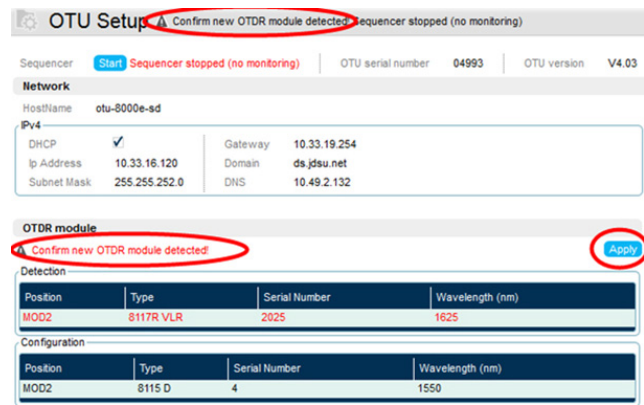 OTU Setup Confirm new OTDR module detected! Sequencer stopped (no monitoring)
Sequencer Start Sequencer stopped (no monitoring) OTU serial number 04993 OTU version V4.03
Network
HostName otu-8000e-sd
IPv4
DHCP Gateway 10.33.19.254
Ip Address 10.33.16.120 Domain ds.jdsu.net
Subnet Mask 255.255.252.0 DNS 10.49.2.132
OTDR module
Confirm new OTDR module detected! Apply
Detection
Position Type Serial Number Wavelength (nm)
MOD2 8117R VLR 2025 1625
Configuration
Position Type Serial Number Wavelength (nm)
MOD2 8115 D 4 1550